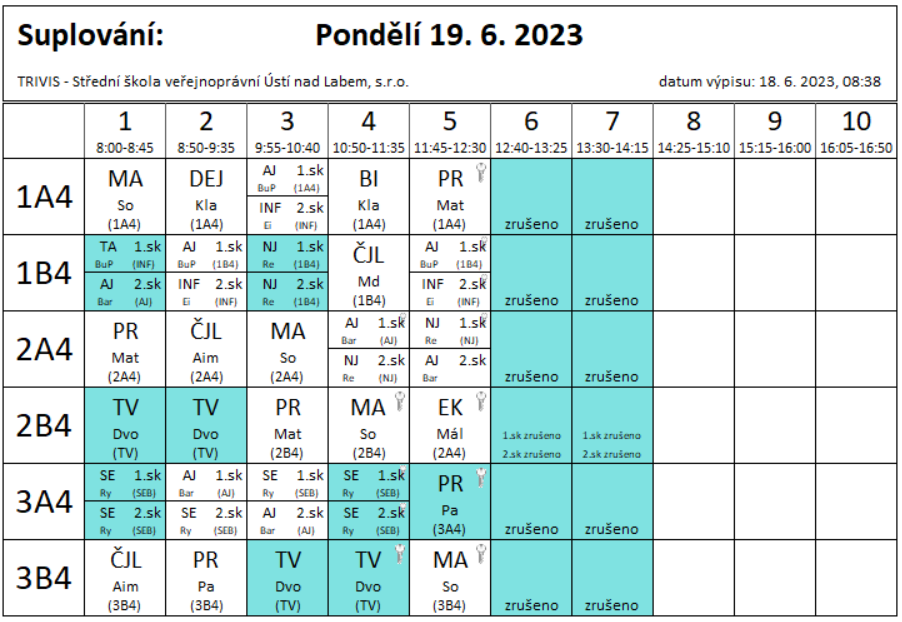 Suplování: Pondělí 19. 6. 2023
TRIVIS - Střední škola veřejnoprávní Ústí nad Labem, s.r.o. datum výpisu: 18. 6. 2023, 08:38
1 2 3 4 5 6 7 8 9 10
8:00-8:45 8:50-9:35 9:55-10:40 10:50-11:35 11:45-12:30 12:40-13:25 13:30-14:15 14:25-15:10 15:15-16:00 16:05-16:50
1A4
MA
So
(1A4)
DEJ
Kla
(1A4)
AJ 1.sk
BuP (1A4)
INF 2.sk
Ei (INF)
BI
Kla
(1A4)
PR
Mat
(1A4)
zrušeno
zrušeno
1B4
TA 1.sk
BuP (INF)
AJ 2.sk
Bar (AJ)
AJ 1.sk
BuP (1B4)
INF 2.sk
Ei (INF)
NJ 1.sk
Re (1B4)
NJ 2.sk
Re (1B4)
ČJL
Md
(1B4)
AJ 1.sk
BuP (1B4)
INF 2.sk
Ei (INF)
zrušeno
zrušeno
2A4
PR
Mat
(2A4)
ČJL
Aim
(2A4)
MA
So
(2A4)
AJ 1.sk
Bar (AJ)
NJ 2.sk
Re (NJ)
NJ 1.sk
Re (NJ)
AJ 2.sk
Bar
zrušeno
zrušeno
2B4
TV
Dvo
(TV)
TV
Dvo
(TV)
PR
Mat
(2B4)
MA
So
(2B4)
EK
Mál
(2A4)
1.sk zrušeno
2.sk zrušeno
1.sk zrušeno
2.sk zrušeno
3A4
SE 1.sk
Ry (SEB)
SE 2.sk
Ry (SEB)
AJ 1.sk
Bar (AJ)
SE 2.sk
Ry (SEB)
SE 1.sk
Ry (SEB)
AJ 2.sk
Bar (AJ)
SE 1.sk
Ry (SEB)
SE 2.sk
Ry (SEB)
PR
Pa
(3A4)
zrušeno
zrušeno
3B4
ČJL
Aim
(3B4)
PR
Pa
(3B4)
TV
Dvo
(TV)
TV
Dvo
(TV)
MA
So
(3B4)
zrušeno
zrušeno